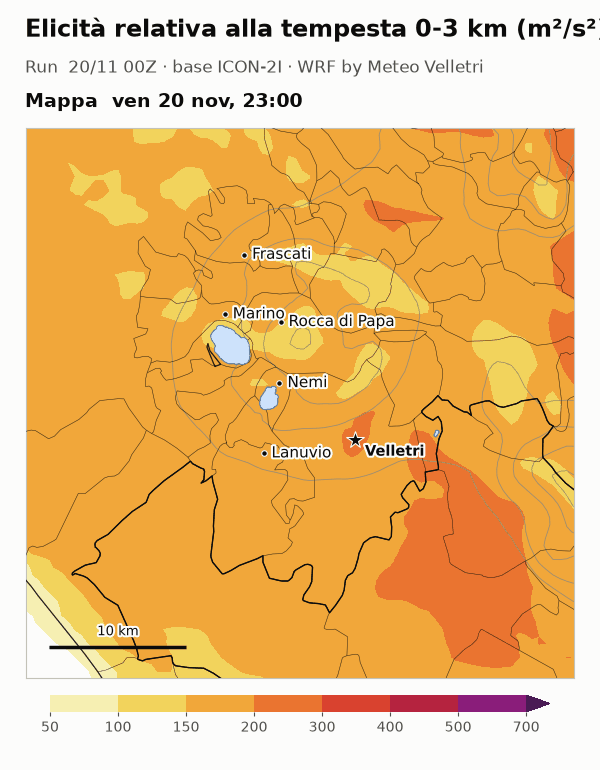 Elicità relativa alla tempesta 0-3 km (m²/s²)
Run 20/11 00Z · base ICON-2I · WRF by Meteo Velletri
Mappa ven 20 nov, 23:00
Frascati
Marino
Rocca di Papa
Nemi
Velletri
Lanuvio
10 km
50 100 150 200 300 400 500 700